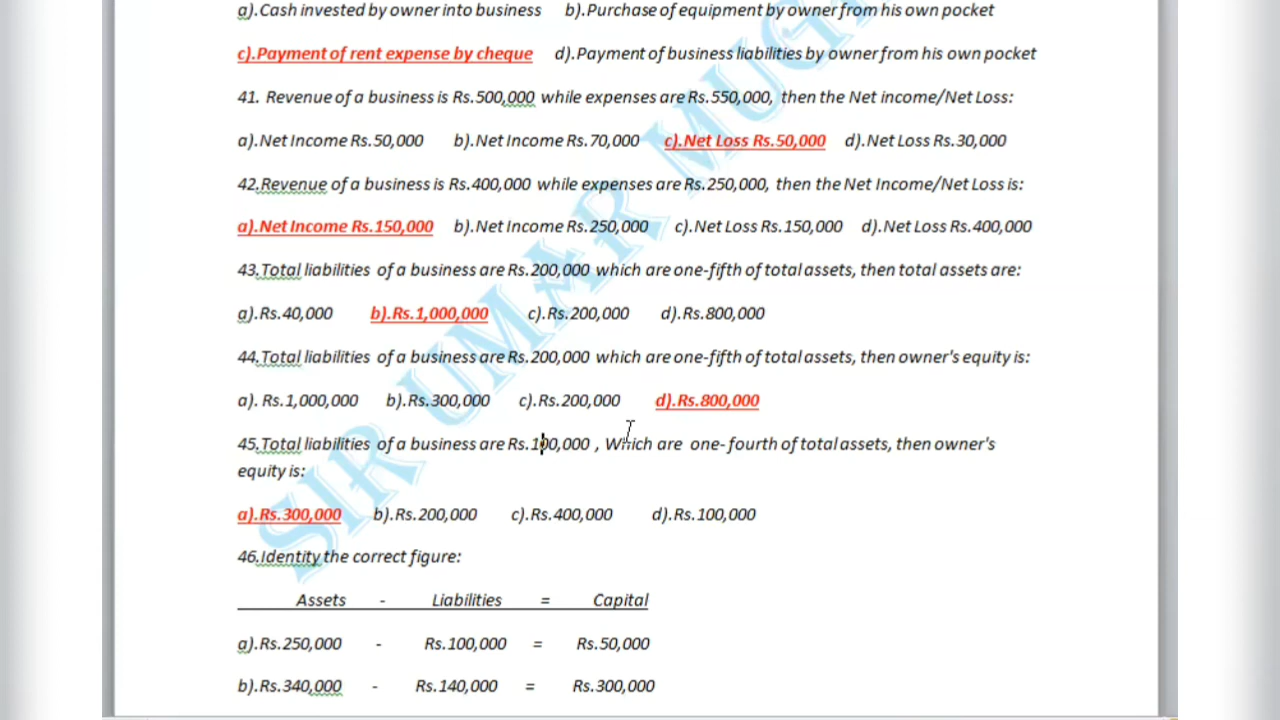 a).Cash invested by owner into business b).Purchase of equipment by owner from his own pocket
c).Payment of rent expense by cheque d).Payment of business liabilities by owner from his own pocket
41. Revenue of a business is Rs.500,000 while expenses are Rs.550,000, then the Net income/Net Loss:
a).Net Income Rs.50,000 b).Net Income Rs.70,000 c).Net Loss Rs.50,000 d).Net Loss Rs.30,000
42.Revenue of a business is Rs.400,000 while expenses are Rs.250,000, then the Net Income/Net Loss is:
a).Net Income Rs.150,000 b).Net Income Rs.250,000 c).Net Loss Rs.150,000 d).Net Loss Rs.400,000
43.Total liabilities of a business are Rs.200,000 which are one-fifth of total assets, then total assets are:
a).Rs.40,000 b).Rs.1,000,000 c).Rs.200,000 d).Rs.800,000
44.Total liabilities of a business are Rs.200,000 which are one-fifth of total assets, then owner's equity is:
a). Rs.1,000,000 b).Rs.300,000 c).Rs.200,000 d).Rs.800,000
45.Total liabilities of a business are Rs.100,000 , Which are one- fourth of total assets, then owner's
equity is:
a).Rs.300,000 b).Rs.200,000 c).Rs.400,000 d).Rs.100,000
46.Identity the correct figure:
Assets - Liabilities = Capital
a).Rs.250,000 - Rs.100,000 = Rs.50,000
b).Rs.340,000 - Rs.140,000 = Rs.300,000
SIR UMAR MUG